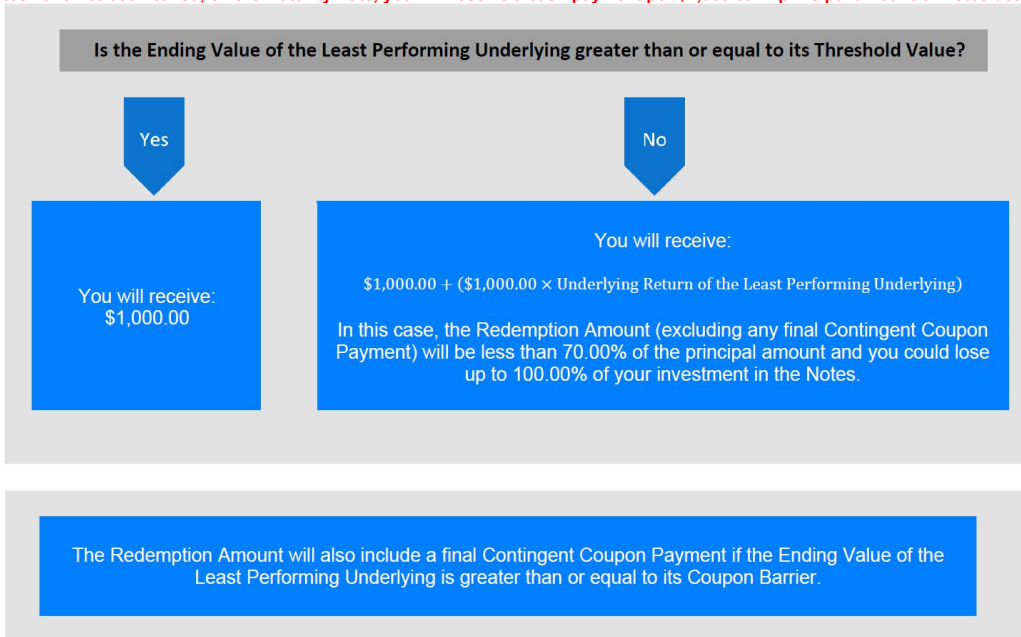 Is the Ending Value of the Least Performing Underlying greater than or equal to its Threshold Value?
Yes
No
You will receive:
$1,000.00
You will receive:
$1,000.00 + ($1,000.00 × Underlying Return of the Least Performing Underlying)
In this case, the Redemption Amount (excluding any final Contingent Coupon
Payment) will be less than 70.00% of the principal amount and you could lose
up to 100.00% of your investment in the Notes.
The Redemption Amount will also include a final Contingent Coupon Payment if the Ending Value of the
Least Performing Underlying is greater than or equal to its Coupon Barrier.